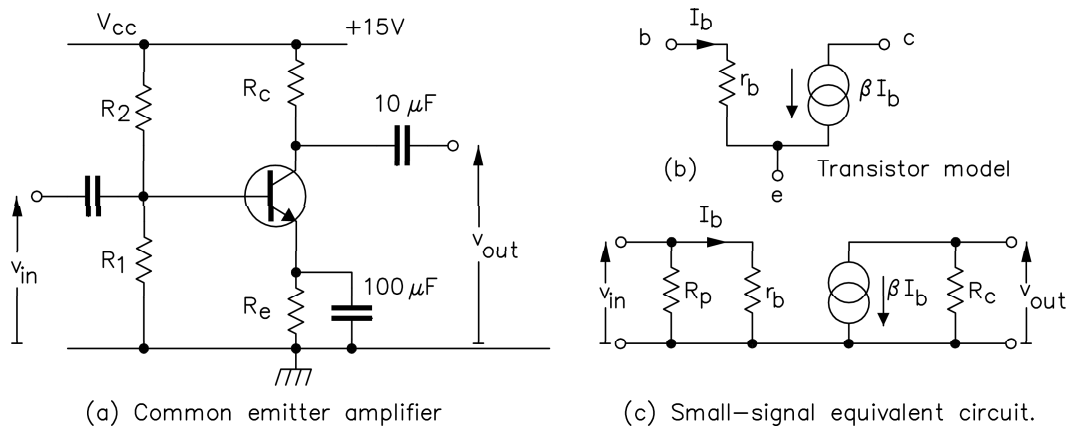 Vcc
+15V
R2
Rc
10 μF
R1
vin
vout
100 μF
Re
(a) Common emitter amplifier
Ib
b
c
rb
βIb
e
(b) Transistor model
Ib
vin
Rp
rb
βIb
Rc
vout
(c) Small-signal equivalent circuit.